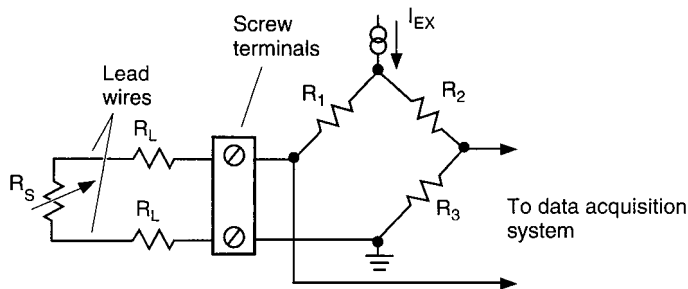 Screw
terminals
I_EX
Lead
wires
R_1
R_2
R_L
R_S
R_L
R_3
To data acquisition
system